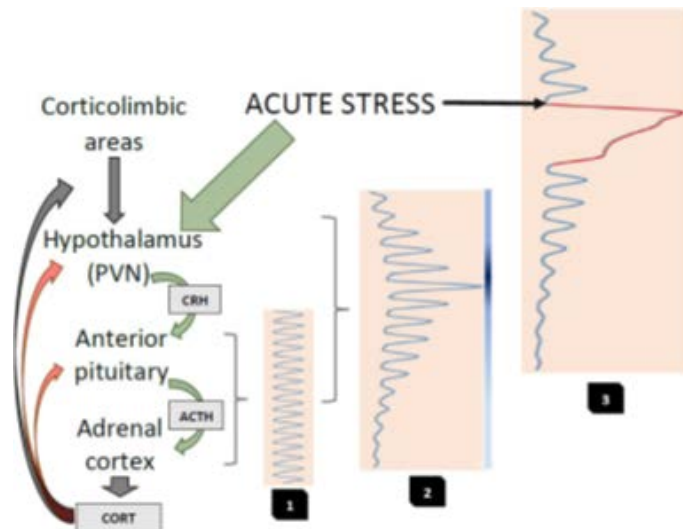 Corticolimbic
areas
ACUTE STRESS
Hypothalamus
(PVN)
CRH
Anterior
pituitary
ACTH
Adrenal
cortex
CORT
1
2
3